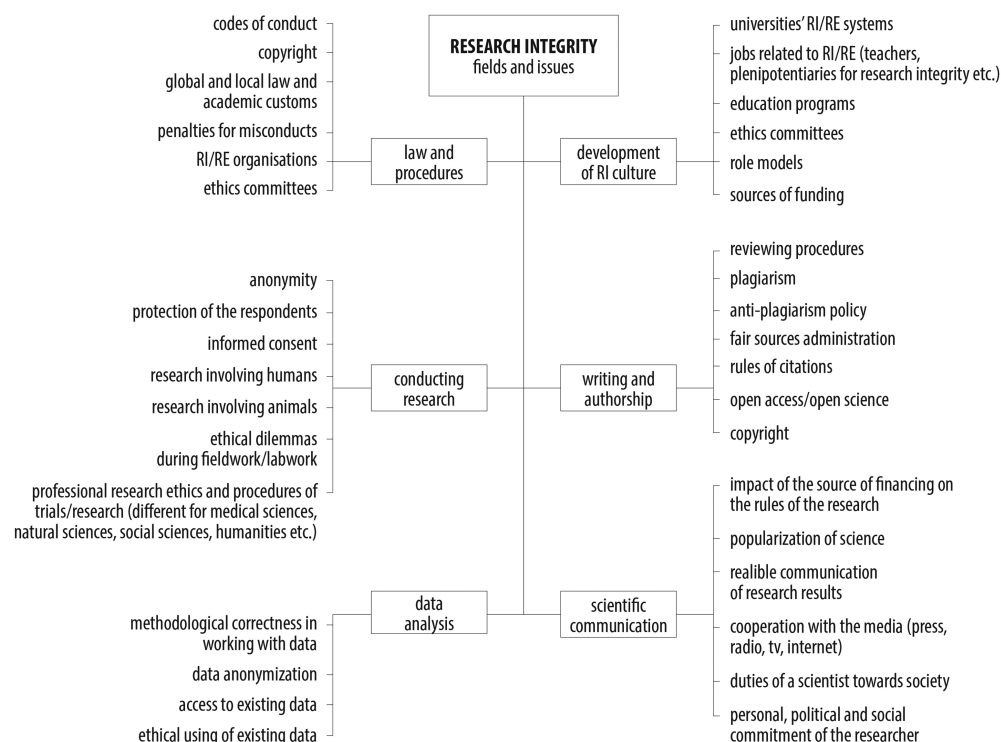 RESEARCH INTEGRITY
fields and issues
codes of conduct
copyright
global and local law and
academic customs
penalties for misconducts
RI/RE organisations
ethics committees
law and
procedures
development
of RI culture
universities’ RI/RE systems
jobs related to RI/RE (teachers,
plenipotentiaries for research integrity etc.)
education programs
ethics committees
role models
sources of funding
anonymity
protection of the respondents
informed consent
research involving humans
research involving animals
ethical dilemmas
during fieldwork/labwork
professional research ethics and procedures of
trials/research (different for medical sciences,
natural sciences, social sciences, humanities etc.)
conducting
research
writing and
authorship
reviewing procedures
plagiarism
anti-plagiarism policy
fair sources administration
rules of citations
open access/open science
copyright
methodological correctness in
working with data
data anonymization
access to existing data
ethical using of existing data
data
analysis
scientific
communication
impact of the source of financing on
the rules of the research
popularization of science
realible communication
of research results
cooperation with the media (press,
radio, tv, internet)
duties of a scientist towards society
personal, political and social
commitment of the researcher